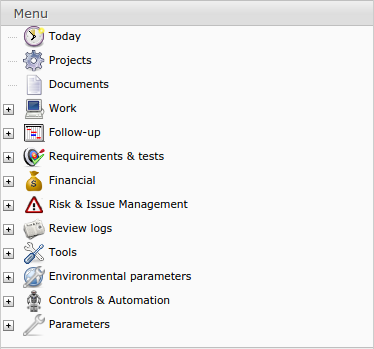 Menu
Today
Projects
Documents
Work
Follow-up
Requirements & tests
Financial
Risk & Issue Management
Review logs
Tools
Environmental parameters
Controls & Automation
Parameters